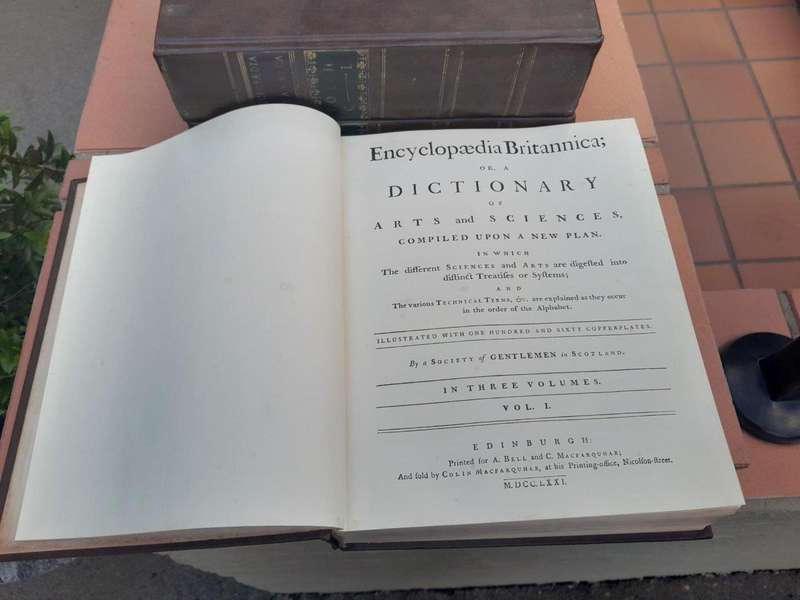 Encyclopædia Britannica;
OR, A
DICTIONARY
OF
ARTS and SCIENCES,
COMPILED UPON A NEW PLAN.
IN WHICH
The different SCIENCES and ARTS are digeſted into
diſtinct Treatiſes or Syſtems;
AND
The various TECHNICAL TERMS, &c. are explained as they occur
in the order of the Alphabet.
ILLUSTRATED WITH ONE HUNDRED AND SIXTY COPPERPLATES.
By a SOCIETY of GENTLEMEN in SCOTLAND.
IN THREE VOLUMES.
VOL. I.
EDINBURGH:
Printed for A. BELL and C. MACFARQUHAR;
And ſold by COLIN MACFARQUHAR, at his Printing-office, Nicolſon-ſtreet.
M.DCC.LXXI.